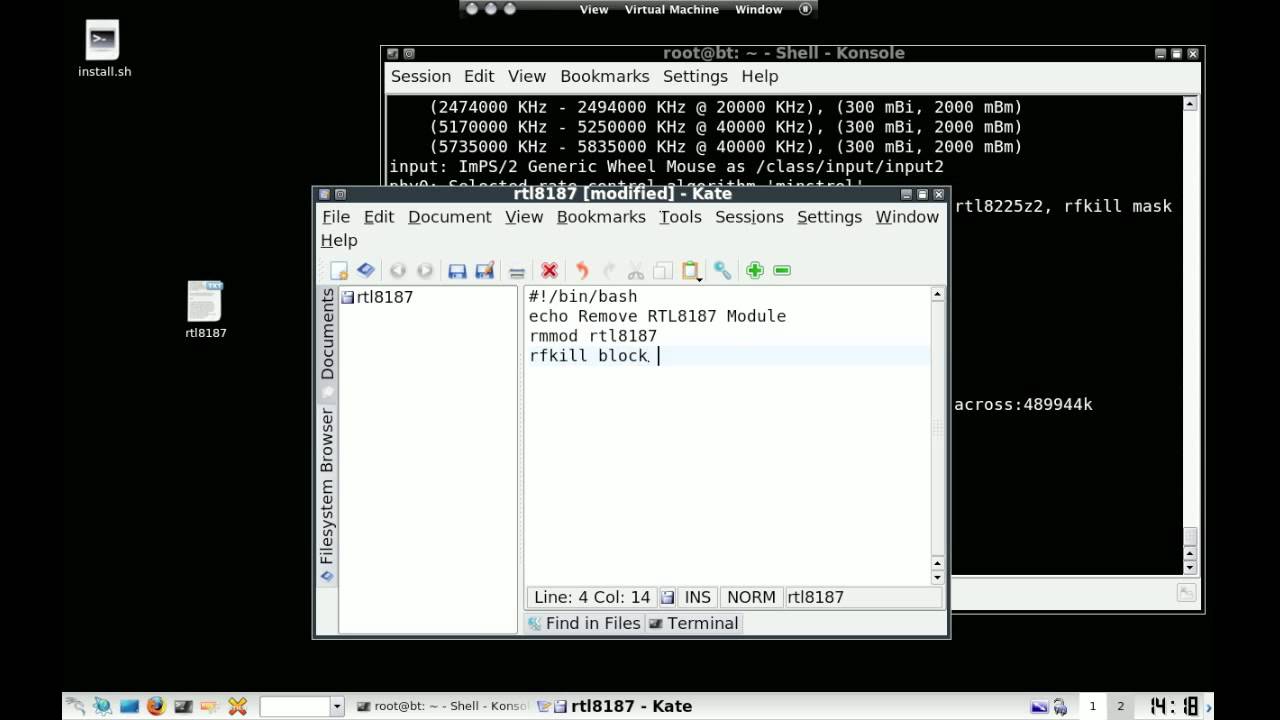 View Virtual Machine Window
install.sh
root@bt: ~ - Shell - Konsole
Session Edit View Bookmarks Settings Help
(2474000 KHz - 2494000 KHz @ 20000 KHz), (300 mBi, 2000 mBm)
(5170000 KHz - 5250000 KHz @ 40000 KHz), (300 mBi, 2000 mBm)
(5735000 KHz - 5835000 KHz @ 40000 KHz), (300 mBi, 2000 mBm)
input: ImPS/2 Generic Wheel Mouse as /class/input/input2
phy0: Selected rate control algorithm 'minstrel'
rtl8225z2, rfkill mask
across:489944k
rtl8187 [modified] - Kate
File Edit Document View Bookmarks Tools Sessions Settings Window
Help
Documents
Filesystem Browser
rtl8187
#!/bin/bash
echo Remove RTL8187 Module
rmmod rtl8187
rfkill block
Line: 4 Col: 14 INS NORM rtl8187
Find in Files Terminal
TXT
rtl8187
root@bt: ~ - Shell - Konso rtl8187 - Kate 1 2 14:18